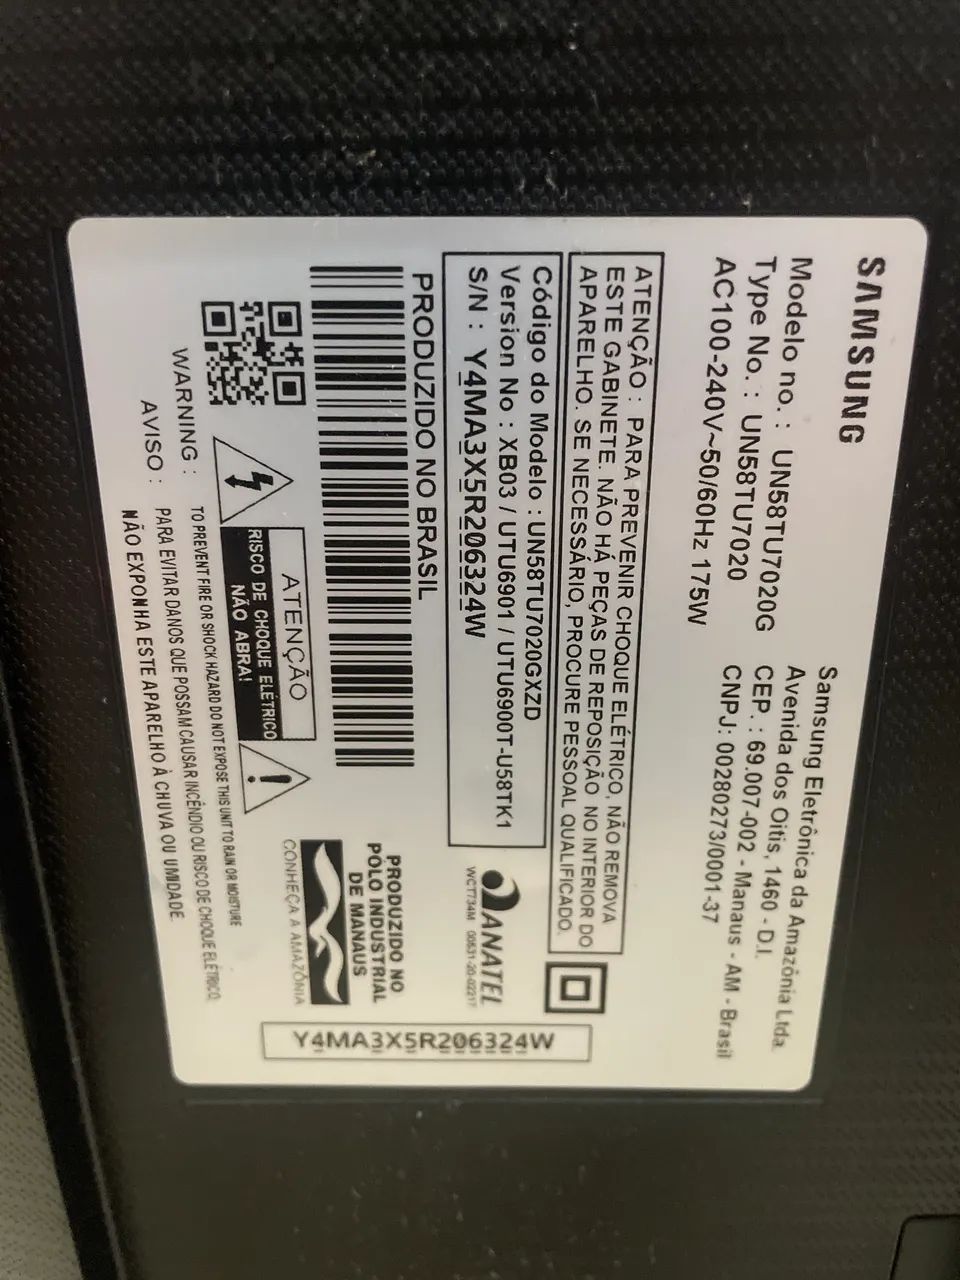 SAMSUNG
Modelo no. : UN58TU7020G
Type No. : UN58TU7020
AC100-240V~50/60Hz 175W
Samsung Eletrônica da Amazônia Ltda.
Avenida dos Oitis, 1460 - D.I.
CEP. : 69.007-002 - Manaus - AM - Brasil
CNPJ: 00280273/0001-37
ATENÇÃO : PARA PREVENIR CHOQUE ELÉTRICO, NÃO REMOVA
ESTE GABINETE. NÃO HÁ PEÇAS DE REPOSIÇÃO NO INTERIOR DO
APARELHO. SE NECESSÁRIO, PROCURE PESSOAL QUALIFICADO.
Código do Modelo : UN58TU7020GXZD
Version No : XB03 / UTU6901 / UTU6900T-U58TK1
S/N : Y4MA3X5R206324W
ANATEL
WCT734M 00631-20-02217
PRODUZIDO NO BRASIL
PRODUZIDO NO
PÓLO INDUSTRIAL
DE MANAUS
CONHEÇA A AMAZÔNIA
Y4MA3X5R206324W
ATENÇÃO
RISCO DE CHOQUE ELÉTRICO
NÃO ABRA!
WARNING : TO PREVENT FIRE OR SHOCK HAZARD DO NOT EXPOSE THIS UNIT TO RAIN OR MOISTURE
AVISO : PARA EVITAR DANOS QUE POSSAM CAUSAR INCÊNDIO OU RISCO DE CHOQUE ELÉTRICO,
NÃO EXPONHA ESTE APARELHO À CHUVA OU UMIDADE.